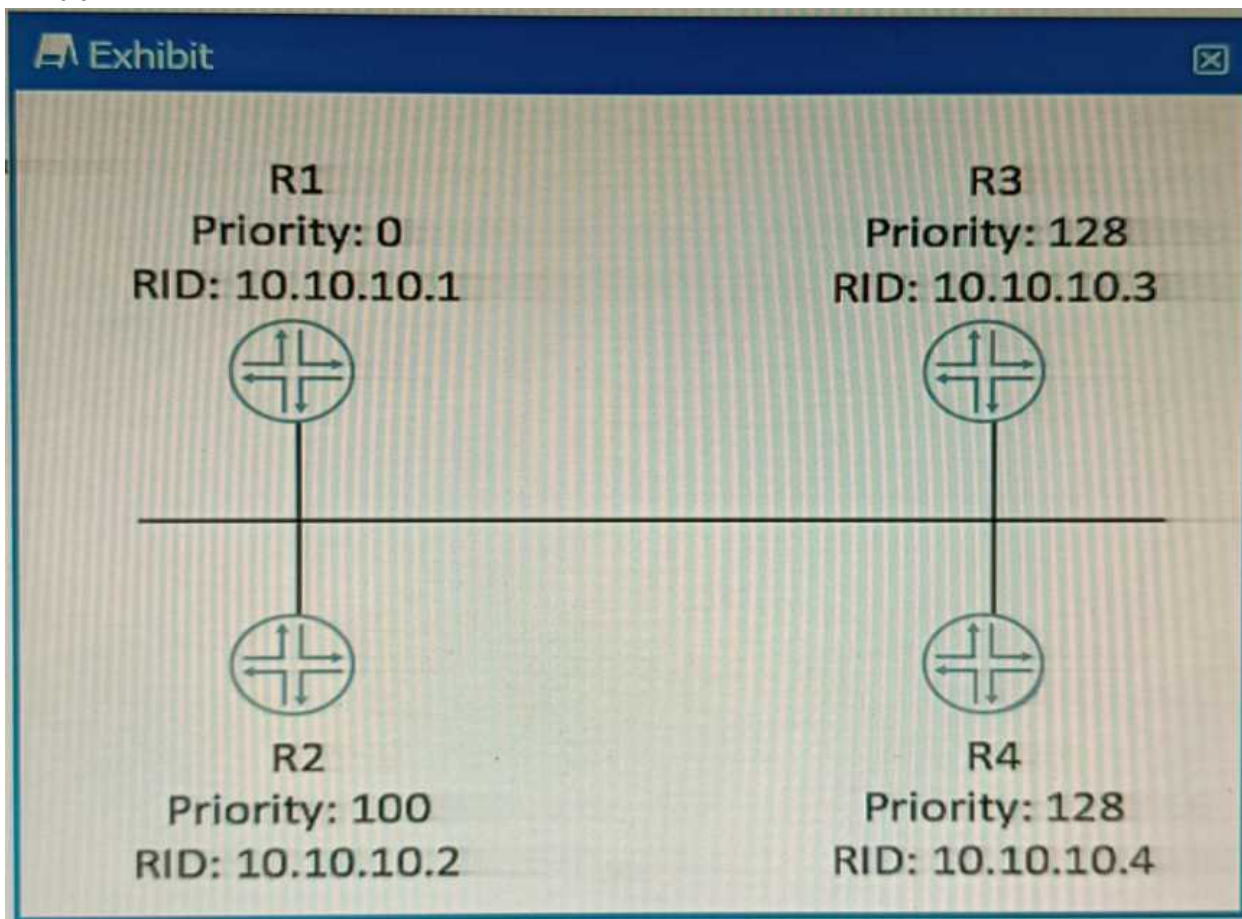 Exhibit
R1
Priority: 0
RID: 10.10.10.1
R3
Priority: 128
RID: 10.10.10.3
R2
Priority: 100
RID: 10.10.10.2
R4
Priority: 128
RID: 10.10.10.4